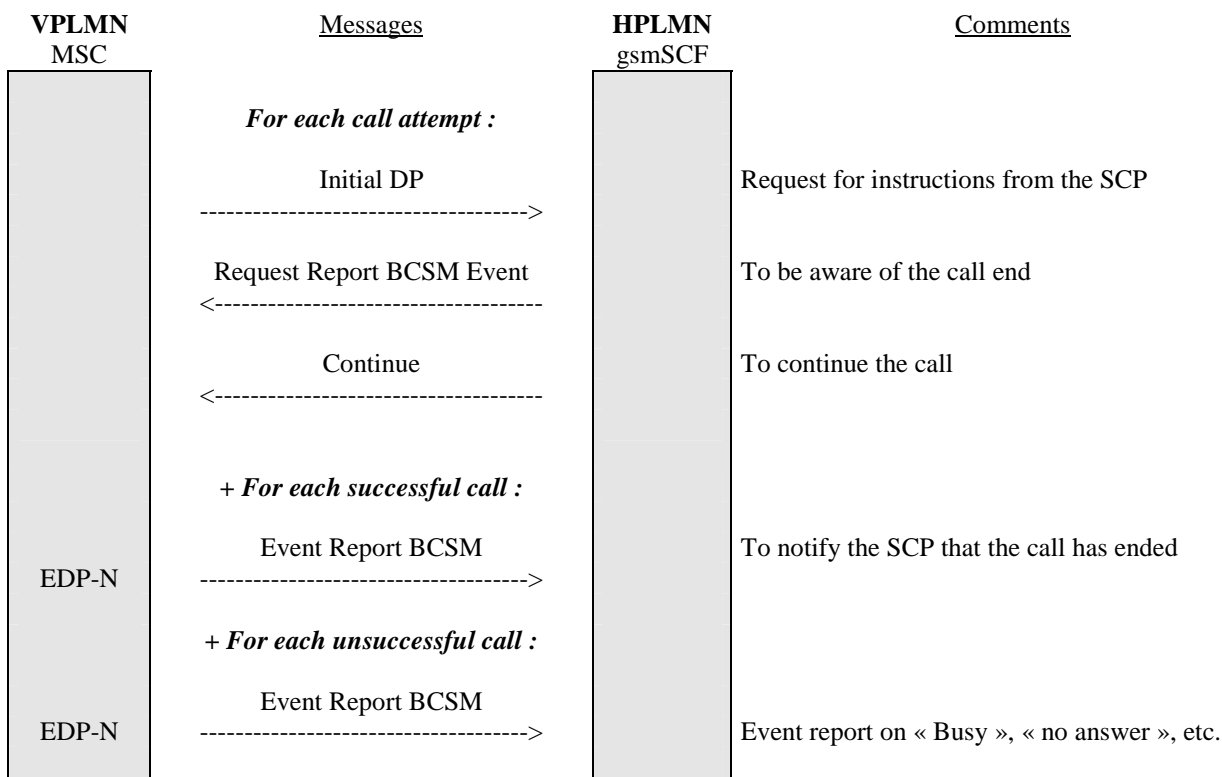 VPLMN Messages HPLMN Comments
MSC gsmSCF
For each call attempt :
Initial DP Request for instructions from the SCP
------------------------------------->
Request Report BCSM Event To be aware of the call end
<-------------------------------------
Continue To continue the call
<-------------------------------------
+ For each successful call :
Event Report BCSM To notify the SCP that the call has ended
EDP-N ------------------------------------->
+ For each unsuccessful call :
Event Report BCSM
EDP-N -------------------------------------> Event report on « Busy », « no answer », etc.